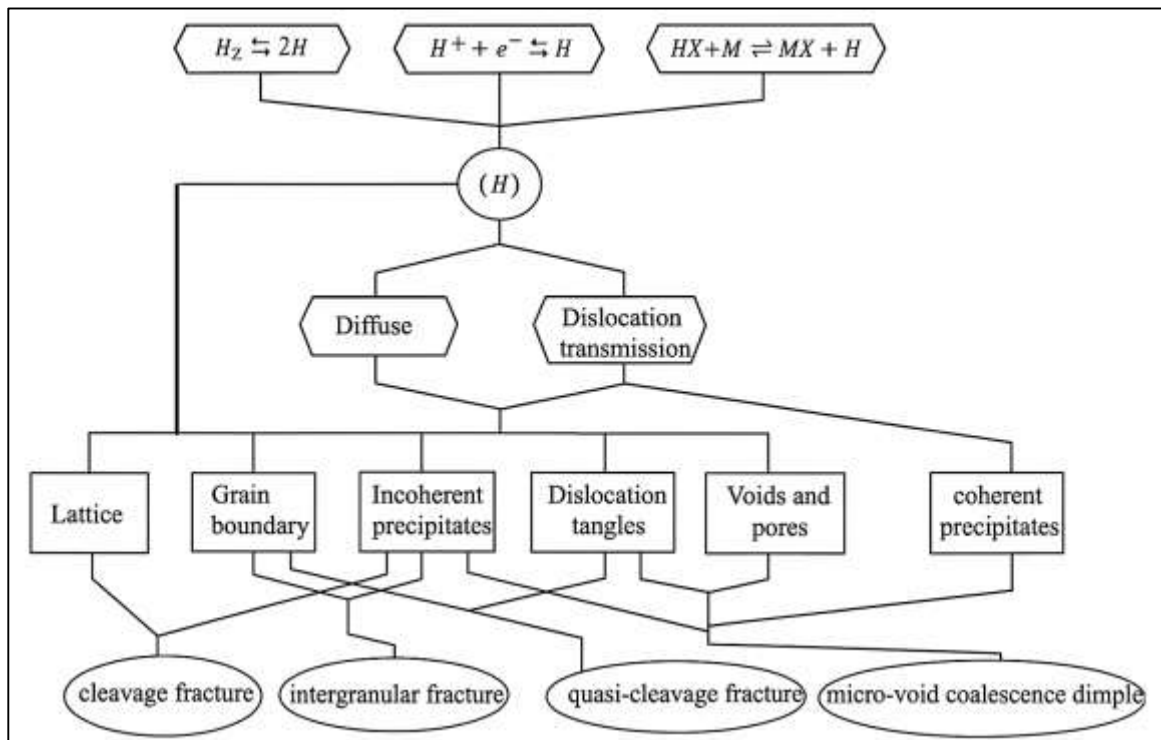 H_Z ⇆ 2H
H⁺ + e⁻ ⇆ H
HX+M ⇌ MX + H
(H)
Diffuse
Dislocation
transmission
Lattice
Grain
boundary
Incoherent
precipitates
Dislocation
tangles
Voids and
pores
coherent
precipitates
cleavage fracture
intergranular fracture
quasi-cleavage fracture
micro-void coalescence dimple